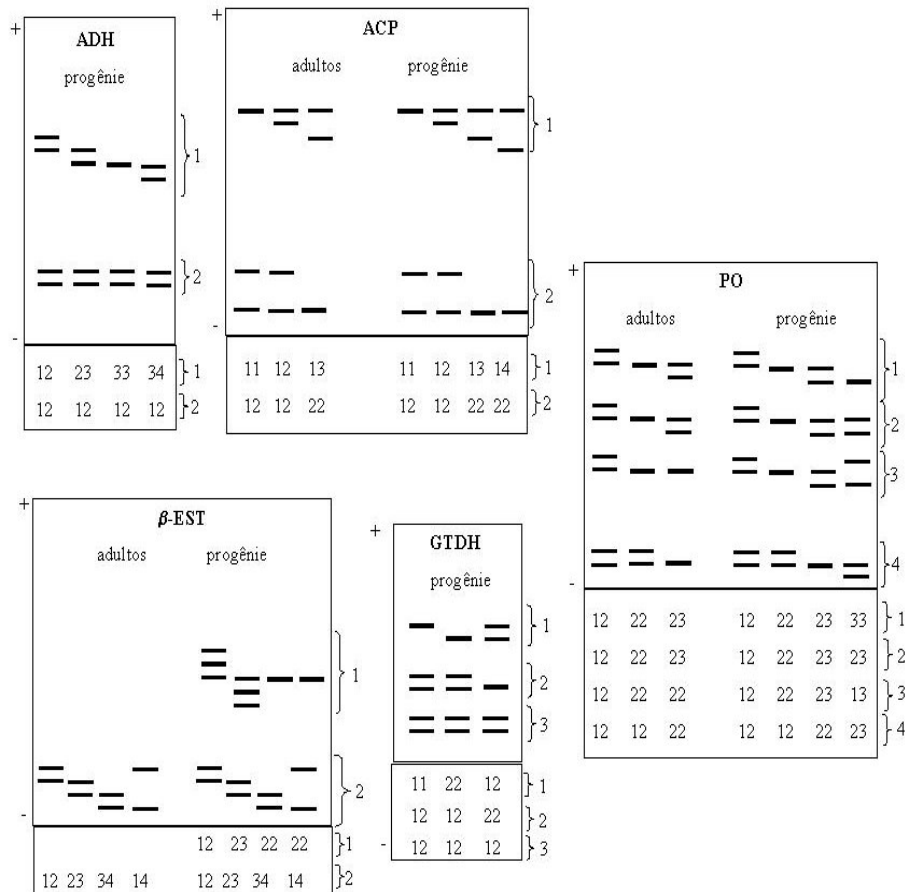 +
ADH
progênie
1
2
-
12 23 33 34 1
12 12 12 12 2
+
ACP
adultos progênie
1
2
-
11 12 13 11 12 13 14 1
12 12 22 12 12 22 22 2
+
PO
adultos progênie
1
2
3
4
-
12 22 23 12 22 23 33 1
12 22 23 12 22 23 23 2
12 22 22 12 22 23 13 3
12 12 22 12 12 22 23 4
+
β-EST
adultos progênie
1
2
-
12 23 22 22 1
12 23 34 14 12 23 34 14 2
+
GTDH
progênie
1
2
3
11 22 12 1
12 12 22 2
- 12 12 12 3